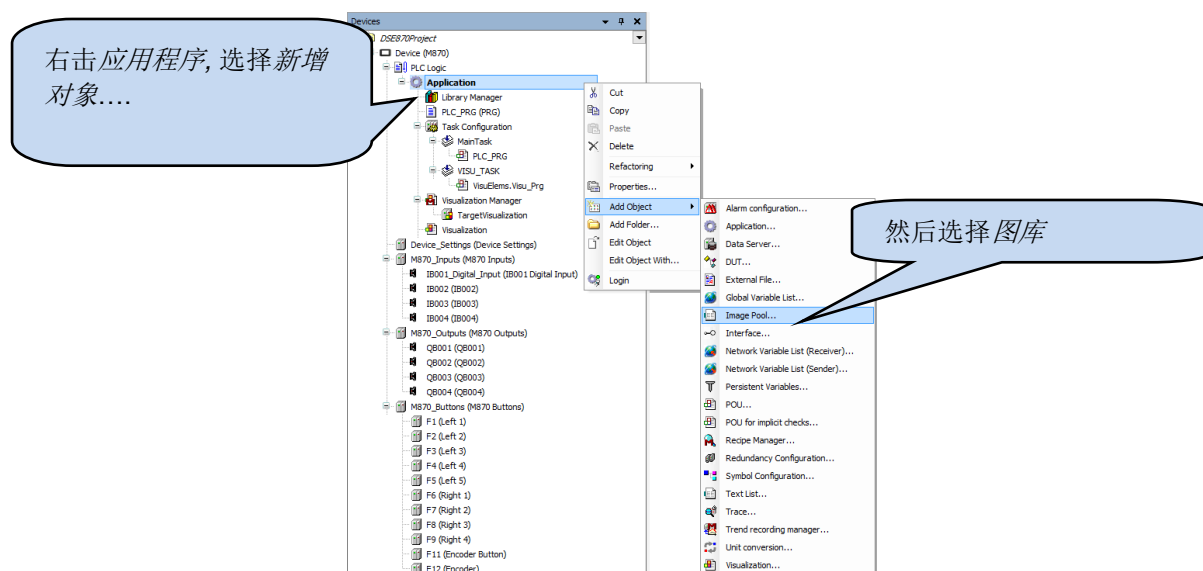 右击应用程序, 选择新增
对象....
Devices
DSE870Project
Device (M870)
PLC Logic
Application
Library Manager
PLC_PRG (PRG)
Task Configuration
MainTask
PLC_PRG
VISU_TASK
VisuElems.Visu_Prg
Visualization Manager
TargetVisualization
Visualization
Device_Settings (Device Settings)
M870_Inputs (M870 Inputs)
IB001_Digital_Input (IB001 Digital Input)
IB002 (IB002)
IB003 (IB003)
IB004 (IB004)
M870_Outputs (M870 Outputs)
QB001 (QB001)
QB002 (QB002)
QB003 (QB003)
QB004 (QB004)
M870_Buttons (M870 Buttons)
F1 (Left 1)
F2 (Left 2)
F3 (Left 3)
F4 (Left 4)
F5 (Left 5)
F6 (Right 1)
F7 (Right 2)
F8 (Right 3)
F9 (Right 4)
F11 (Encoder Button)
F12 (Encoder)
Cut
Copy
Paste
Delete
Refactoring
Properties...
Add Object
Add Folder...
Edit Object
Edit Object With...
Login
Alarm configuration...
Application...
Data Server...
DUT...
External File...
Global Variable List...
Image Pool...
Interface...
Network Variable List (Receiver)...
Network Variable List (Sender)...
Persistent Variables...
POU...
POU for implicit checks...
Recipe Manager...
Redundancy Configuration...
Symbol Configuration...
Text List...
Trace...
Trend recording manager...
Unit conversion...
Visualization...
然后选择图库